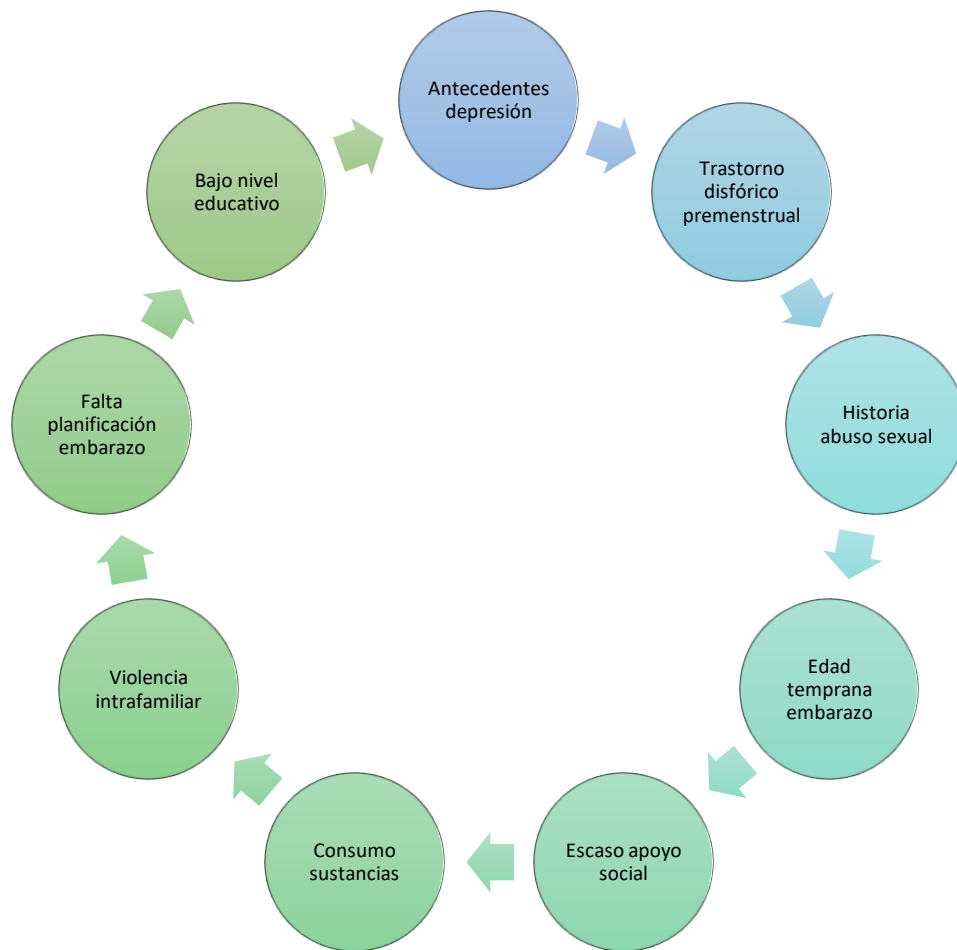 Antecedentes
depresión
Trastorno
disfórico
premenstrual
Historia
abuso sexual
Edad
temprana
embarazo
Escaso apoyo
social
Consumo
sustancias
Violencia
intrafamiliar
Falta
planificación
embarazo
Bajo nivel
educativo